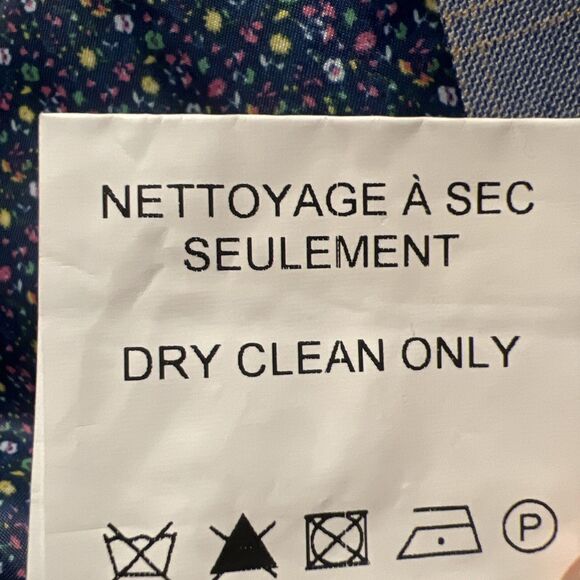 NETTOYAGE À SEC
SEULEMENT
DRY CLEAN ONLY
P